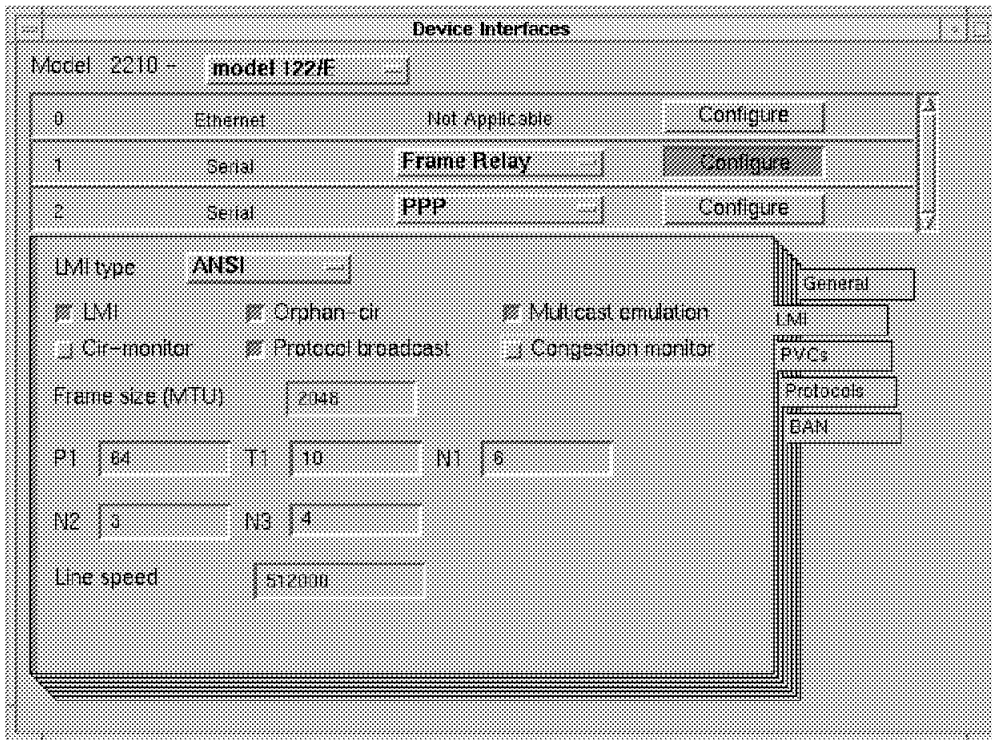 Device Interfaces
Model 2210 - model 122/F
0 Ethernet Not Applicable Configure
1 Serial Frame Relay Configure
2 Serial PPP Configure
LMI type ANSI
General
LMI Orphan-cir Multicast emulation
LMI
Cir-monitor Protocol broadcast Congestion monitor
PVCs
Frame size (MTU) 2048
Protocols
BAN
P1 64 T1 10 N1 6
N2 3 N3 4
Line speed 512000